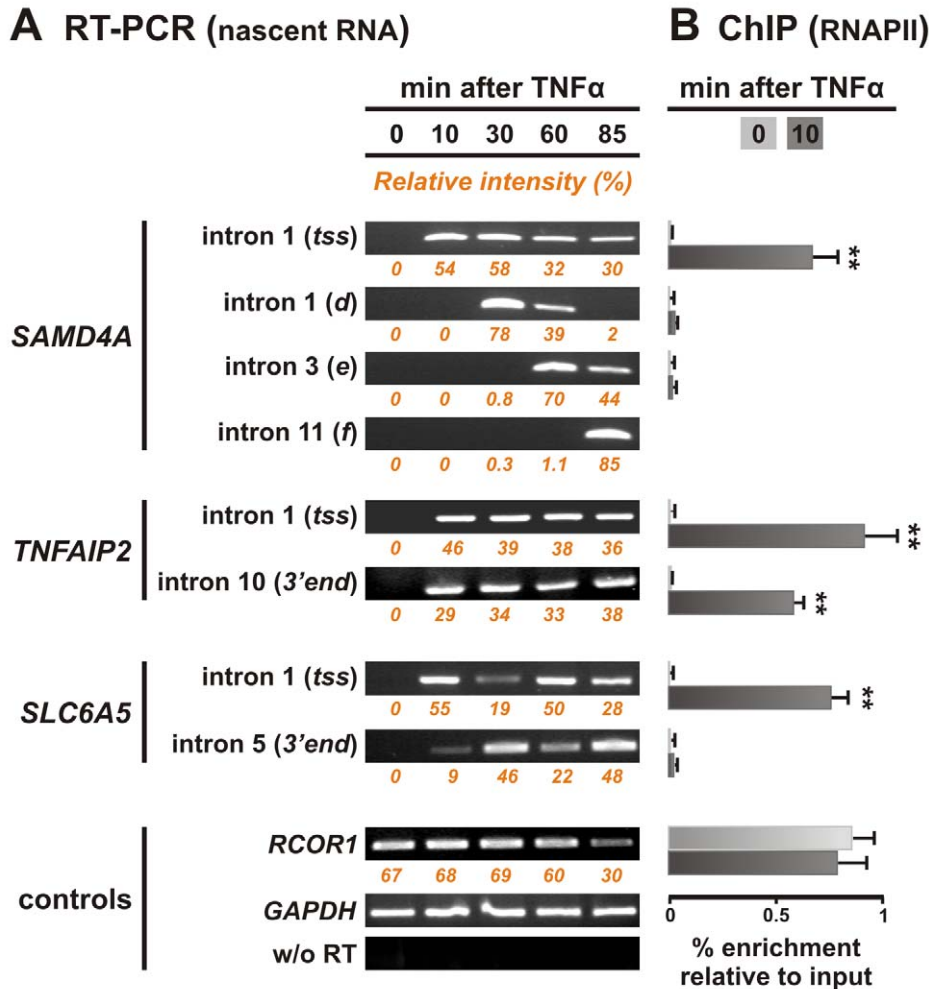 A RT-PCR (nascent RNA)
B ChIP (RNAPII)
min after TNFα
0 10 30 60 85
Relative intensity (%)
min after TNFα
0 10
SAMD4A
intron 1 (tss)
0 54 58 32 30
**
intron 1 (d)
0 0 78 39 2
intron 3 (e)
0 0 0.8 70 44
intron 11 (f)
0 0 0.3 1.1 85
TNFAIP2
intron 1 (tss)
0 46 39 38 36
**
intron 10 (3'end)
0 29 34 33 38
**
SLC6A5
intron 1 (tss)
0 55 19 50 28
**
intron 5 (3'end)
0 9 46 22 48
controls
RCOR1
67 68 69 60 30
GAPDH
w/o RT
0 0.5 1
% enrichment
relative to input